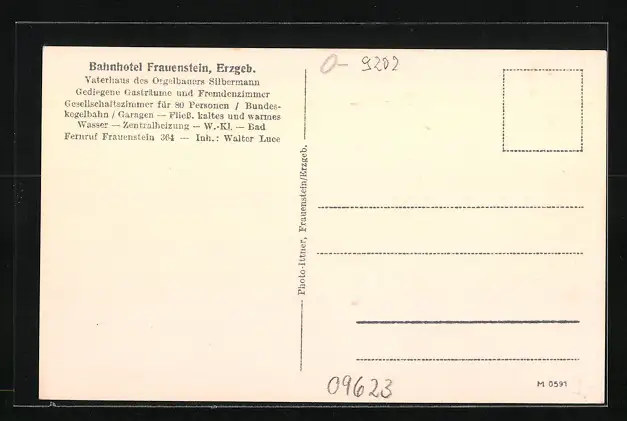 Bahnhotel Frauenstein, Erzgeb.
Vaterhaus des Orgelbauers Silbermann
Gediegene Gasträume und Fremdenzimmer
Gesellschaftszimmer für 80 Personen / Bundes-
kegelbahn / Garagen — Fließ. kaltes und warmes
Wasser — Zentralheizung — W.-Kl. — Bad
Fernruf Frauenstein 364 — Inh.: Walter Luce
Photo-Ittner, Frauenstein/Erzgeb.
0- 9202
09623
M 0591